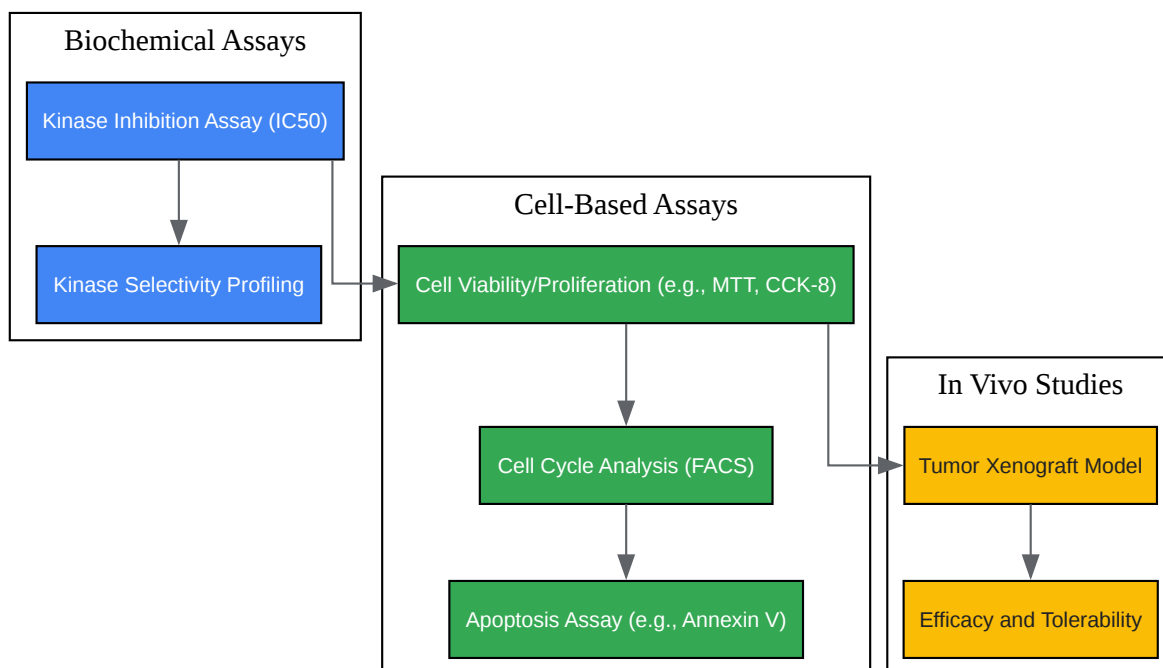 Biochemical Assays
Kinase Inhibition Assay (IC50)
Kinase Selectivity Profiling
Cell-Based Assays
Cell Viability/Proliferation (e.g., MTT, CCK-8)
Cell Cycle Analysis (FACS)
Apoptosis Assay (e.g., Annexin V)
In Vivo Studies
Tumor Xenograft Model
Efficacy and Tolerability